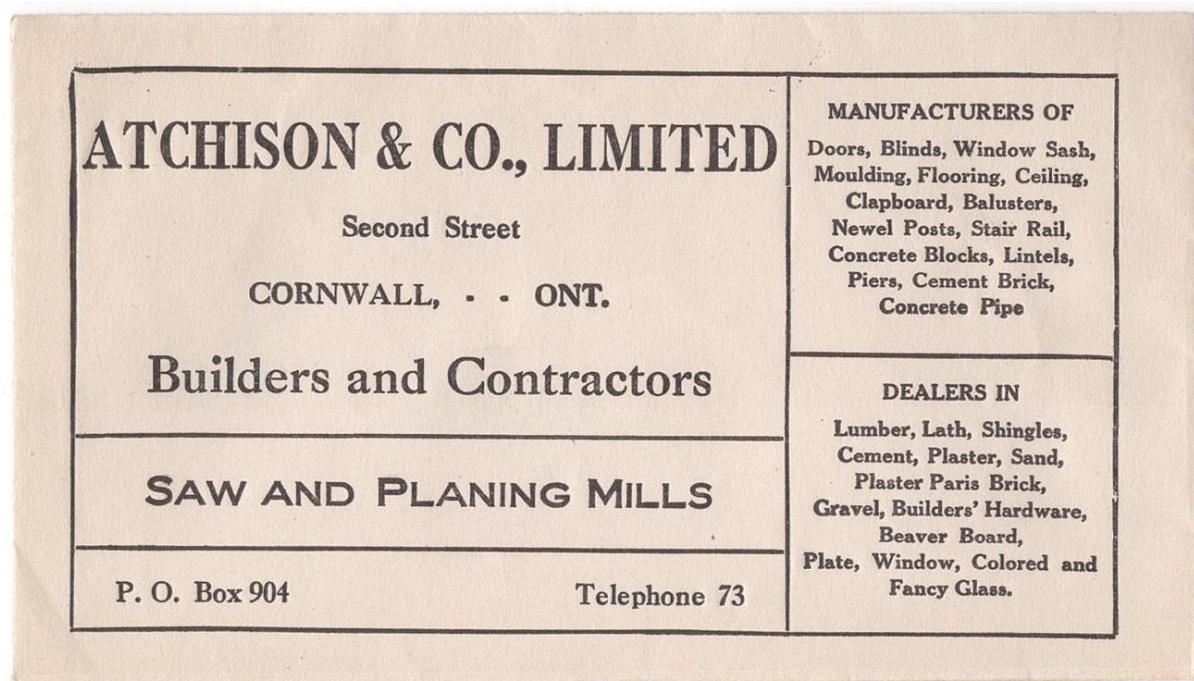 ATCHISON & CO., LIMITED
Second Street
CORNWALL, - - ONT.
Builders and Contractors
SAW AND PLANING MILLS
P. O. Box 904
Telephone 73
MANUFACTURERS OF
Doors, Blinds, Window Sash,
Moulding, Flooring, Ceiling,
Clapboard, Balusters,
Newel Posts, Stair Rail,
Concrete Blocks, Lintels,
Piers, Cement Brick,
Concrete Pipe
DEALERS IN
Lumber, Lath, Shingles,
Cement, Plaster, Sand,
Plaster Paris Brick,
Gravel, Builders' Hardware,
Beaver Board,
Plate, Window, Colored and
Fancy Glass.